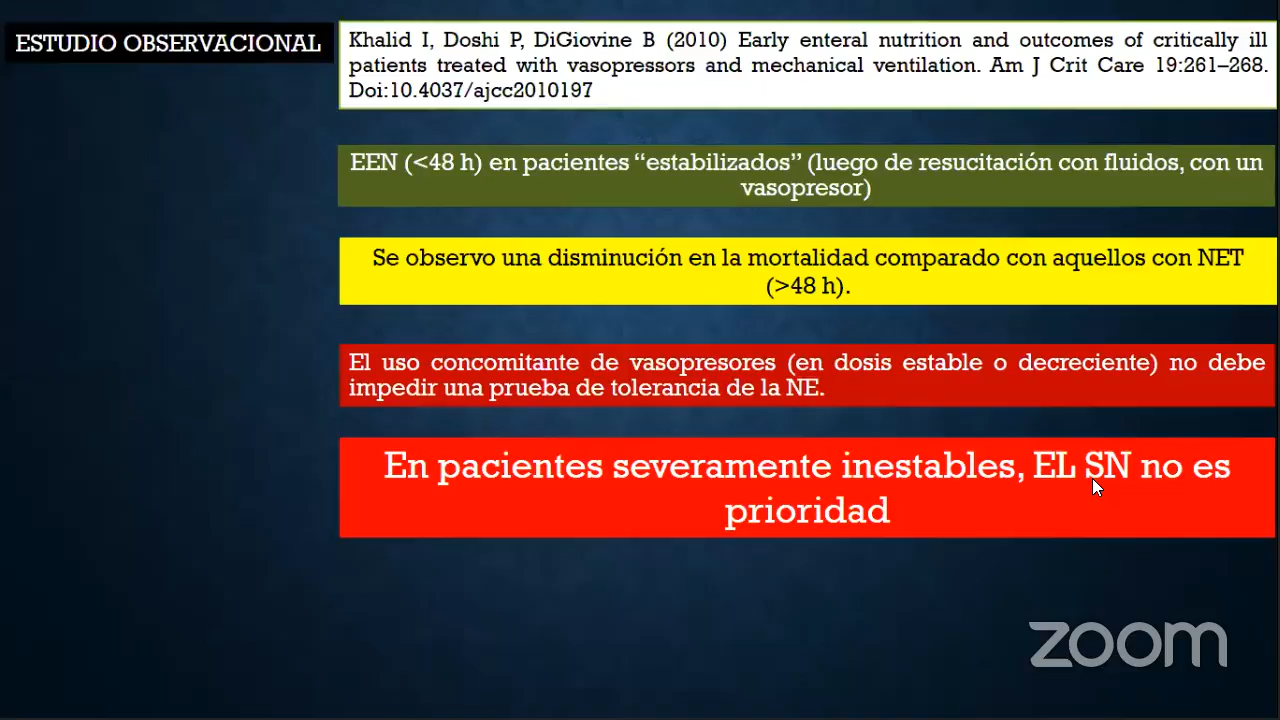 ESTUDIO OBSERVACIONAL
Khalid I, Doshi P, DiGiovine B (2010) Early enteral nutrition and outcomes of critically ill
patients treated with vasopressors and mechanical ventilation. Am J Crit Care 19:261–268.
Doi:10.4037/ajcc2010197
EEN (<48 h) en pacientes “estabilizados” (luego de resucitación con fluidos, con un
vasopresor)
Se observo una disminución en la mortalidad comparado con aquellos con NET
(>48 h).
El uso concomitante de vasopresores (en dosis estable o decreciente) no debe
impedir una prueba de tolerancia de la NE.
En pacientes severamente inestables, EL SN no es
prioridad
zoom